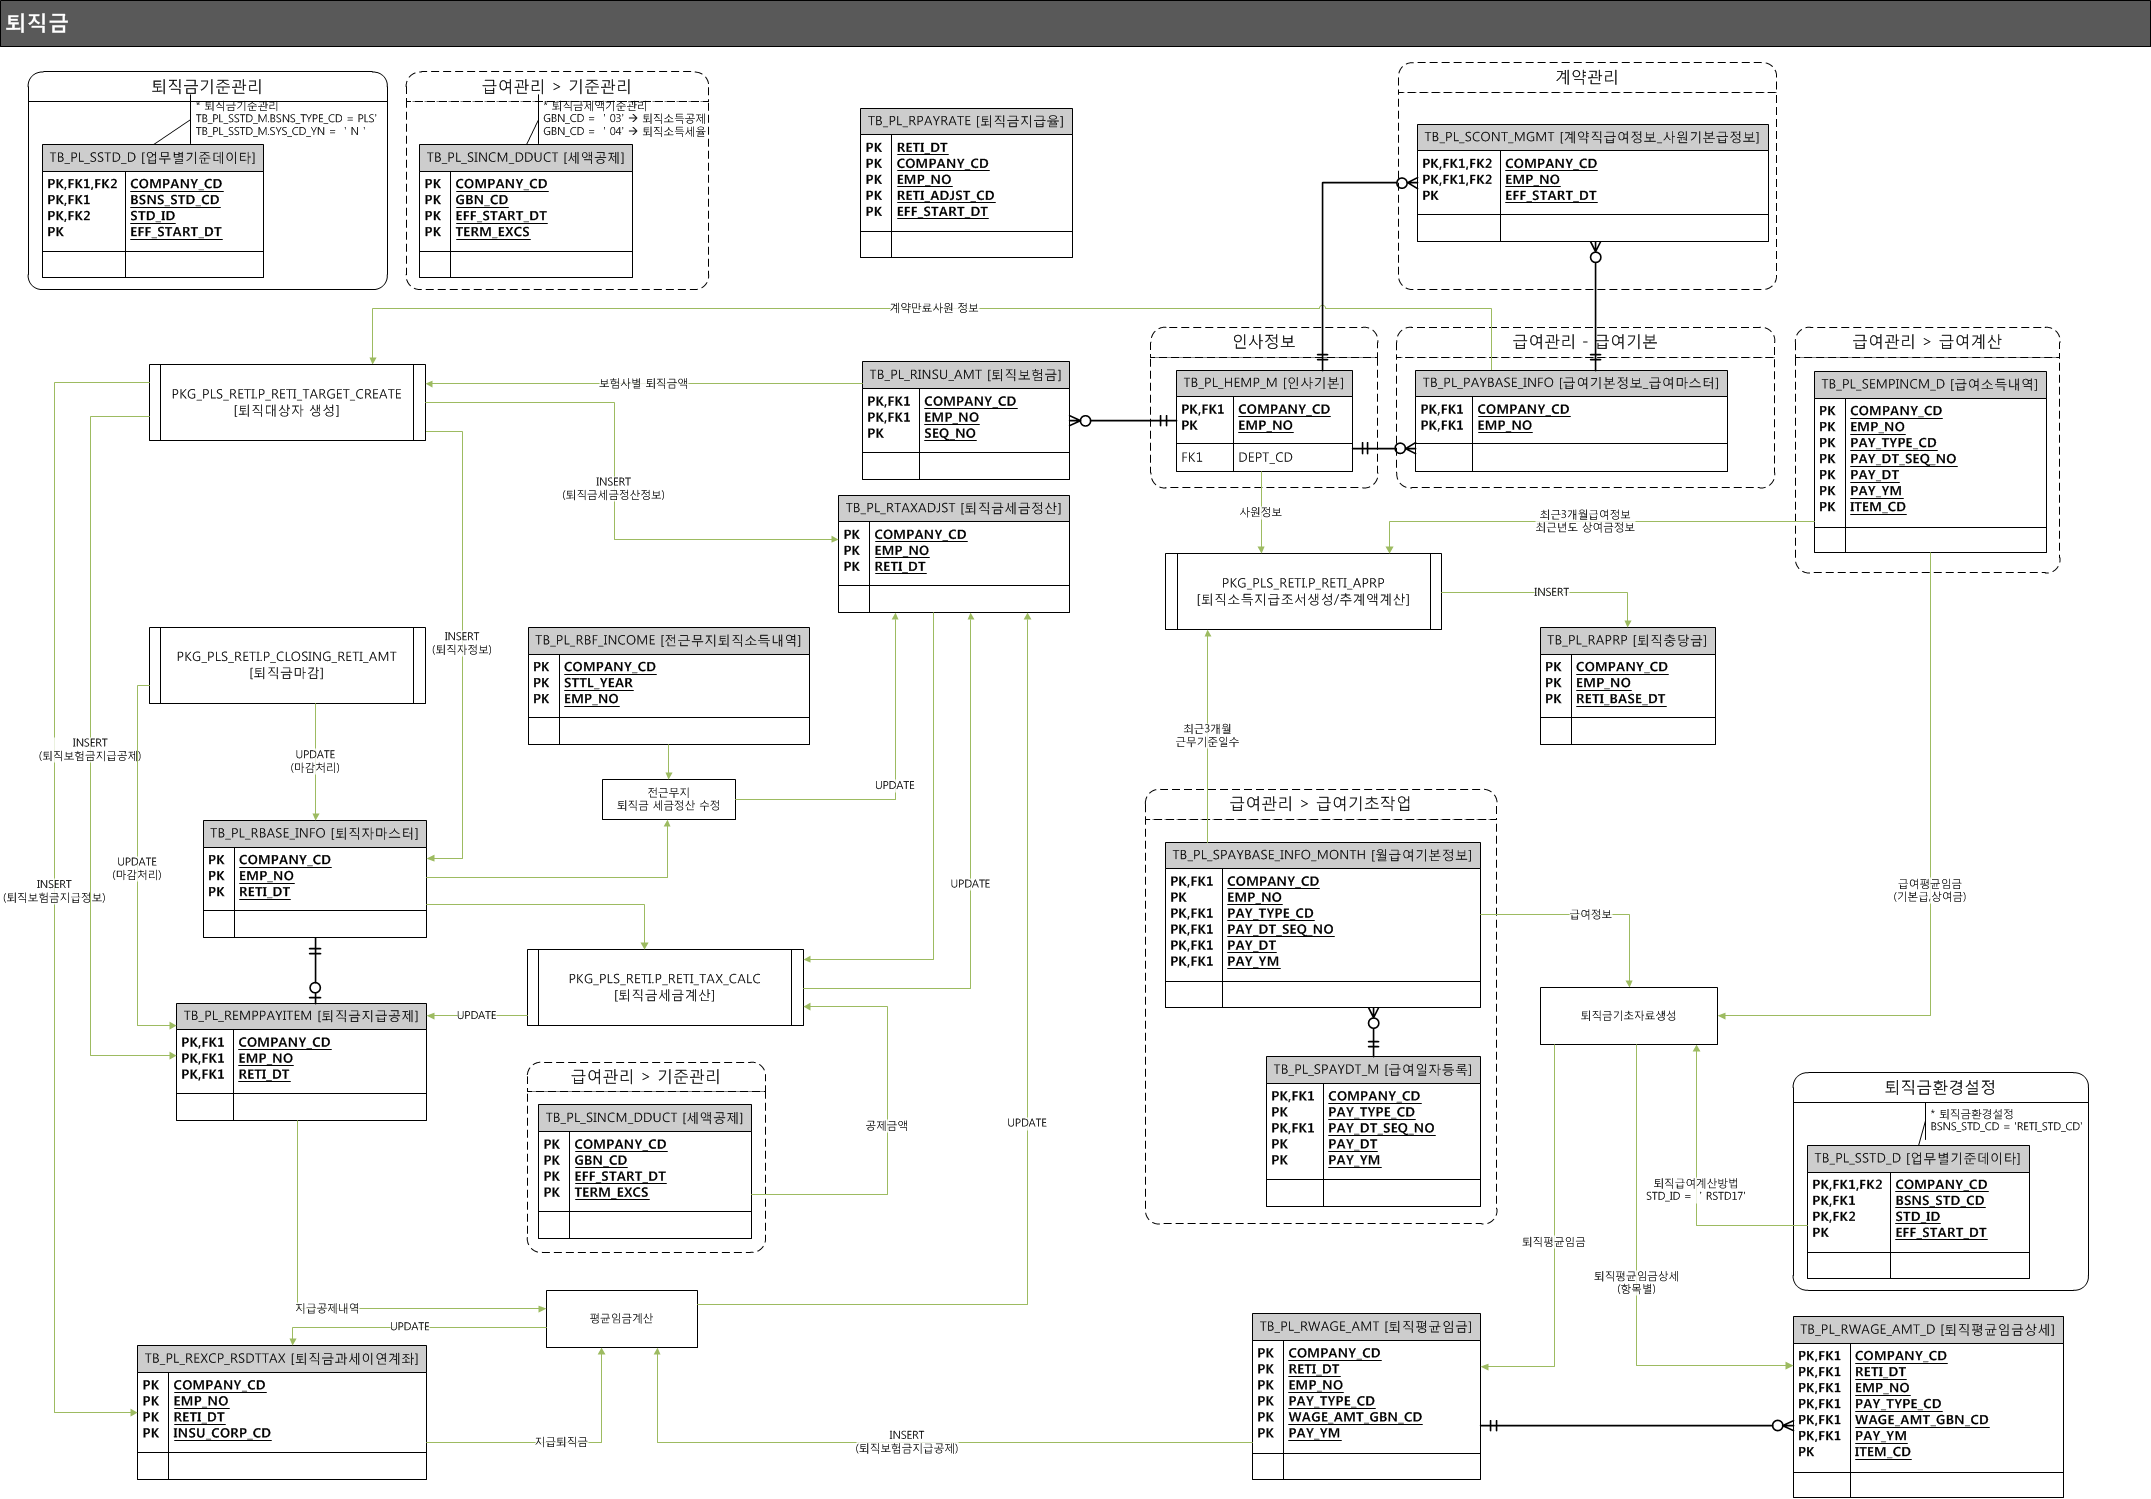 퇴직금
퇴직금기준관리
* 퇴직금기준관리
TB_PL_SSTD_M.BSNS_TYPE_CD = PLS'
TB_PL_SSTD_M.SYS_CD_YN = ' N '
TB_PL_SSTD_D [업무별기준데이타]
PK,FK1,FK2 COMPANY_CD
PK,FK1 BSNS_STD_CD
PK,FK2 STD_ID
PK EFF_START_DT
급여관리 > 기준관리
* 퇴직금세액기준관리
GBN_CD = ' 03' → 퇴직소득공제
GBN_CD = ' 04' → 퇴직소득세율
TB_PL_SINCM_DDUCT [세액공제]
PK COMPANY_CD
PK GBN_CD
PK EFF_START_DT
PK TERM_EXCS
TB_PL_RPAYRATE [퇴직금지급율]
PK RETI_DT
PK COMPANY_CD
PK EMP_NO
PK RETI_ADJST_CD
PK EFF_START_DT
계약관리
TB_PL_SCONT_MGMT [계약직급여정보_사원기본급정보]
PK,FK1,FK2 COMPANY_CD
PK,FK1,FK2 EMP_NO
PK EFF_START_DT
계약만료사원 정보
PKG_PLS_RETI.P_RETI_TARGET_CREATE
[퇴직대상자 생성]
보험사별 퇴직금액
TB_PL_RINSU_AMT [퇴직보험금]
PK,FK1 COMPANY_CD
PK,FK1 EMP_NO
PK SEQ_NO
인사정보
TB_PL_HEMP_M [인사기본]
PK,FK1 COMPANY_CD
PK EMP_NO
FK1 DEPT_CD
급여관리 - 급여기본
TB_PL_PAYBASE_INFO [급여기본정보_급여마스터]
PK,FK1 COMPANY_CD
PK,FK1 EMP_NO
급여관리 > 급여계산
TB_PL_SEMPINCM_D [급여소득내역]
PK COMPANY_CD
PK EMP_NO
PK PAY_TYPE_CD
PK PAY_DT_SEQ_NO
PK PAY_DT
PK PAY_YM
PK ITEM_CD
INSERT
(퇴직금세금정산정보)
TB_PL_RTAXADJST [퇴직금세금정산]
PK COMPANY_CD
PK EMP_NO
PK RETI_DT
사원정보
최근3개월급여정보
최근년도 상여금정보
PKG_PLS_RETI.P_RETI_APRP
[퇴직소득지급조서생성/추계액계산]
INSERT
TB_PL_RAPRP [퇴직충당금]
PK COMPANY_CD
PK EMP_NO
PK RETI_BASE_DT
PKG_PLS_RETI.P_CLOSING_RETI_AMT
[퇴직금마감]
INSERT
(퇴직자정보)
TB_PL_RBF_INCOME [전근무지퇴직소득내역]
PK COMPANY_CD
PK STTL_YEAR
PK EMP_NO
INSERT
(퇴직보험금지급공제)
UPDATE
(마감처리)
최근3개월
근무기준일수
전근무지
퇴직금 세금정산 수정
UPDATE
TB_PL_RBASE_INFO [퇴직자마스터]
PK COMPANY_CD
PK EMP_NO
PK RETI_DT
UPDATE
(마감처리)
INSERT
(퇴직보험금지급정보)
UPDATE
급여관리 > 급여기초작업
TB_PL_SPAYBASE_INFO_MONTH [월급여기본정보]
PK,FK1 COMPANY_CD
PK EMP_NO
PK,FK1 PAY_TYPE_CD
PK,FK1 PAY_DT_SEQ_NO
PK,FK1 PAY_DT
PK,FK1 PAY_YM
급여정보
급여평균임금
(기본급,상여금)
PKG_PLS_RETI.P_RETI_TAX_CALC
[퇴직금세금계산]
UPDATE
TB_PL_REMPPAYITEM [퇴직금지급공제]
PK,FK1 COMPANY_CD
PK,FK1 EMP_NO
PK,FK1 RETI_DT
퇴직금기초자료생성
TB_PL_SPAYDT_M [급여일자등록]
PK,FK1 COMPANY_CD
PK PAY_TYPE_CD
PK,FK1 PAY_DT_SEQ_NO
PK PAY_DT
PK PAY_YM
급여관리 > 기준관리
TB_PL_SINCM_DDUCT [세액공제]
PK COMPANY_CD
PK GBN_CD
PK EFF_START_DT
PK TERM_EXCS
공제금액
UPDATE
퇴직금환경설정
* 퇴직금환경설정
BSNS_STD_CD = 'RETI_STD_CD'
TB_PL_SSTD_D [업무별기준데이타]
PK,FK1,FK2 COMPANY_CD
PK,FK1 BSNS_STD_CD
PK,FK2 STD_ID
PK EFF_START_DT
퇴직급여계산방법
STD_ID = ' RSTD17'
퇴직평균임금
퇴직평균임금상세
(항목별)
지급공제내역
UPDATE
평균임금계산
TB_PL_REXCP_RSDTTAX [퇴직금과세이연계좌]
PK COMPANY_CD
PK EMP_NO
PK RETI_DT
PK INSU_CORP_CD
지급퇴직금
INSERT
(퇴직보험금지급공제)
TB_PL_RWAGE_AMT [퇴직평균임금]
PK COMPANY_CD
PK RETI_DT
PK EMP_NO
PK PAY_TYPE_CD
PK WAGE_AMT_GBN_CD
PK PAY_YM
TB_PL_RWAGE_AMT_D [퇴직평균임금상세]
PK,FK1 COMPANY_CD
PK,FK1 RETI_DT
PK,FK1 EMP_NO
PK,FK1 PAY_TYPE_CD
PK,FK1 WAGE_AMT_GBN_CD
PK,FK1 PAY_YM
PK ITEM_CD